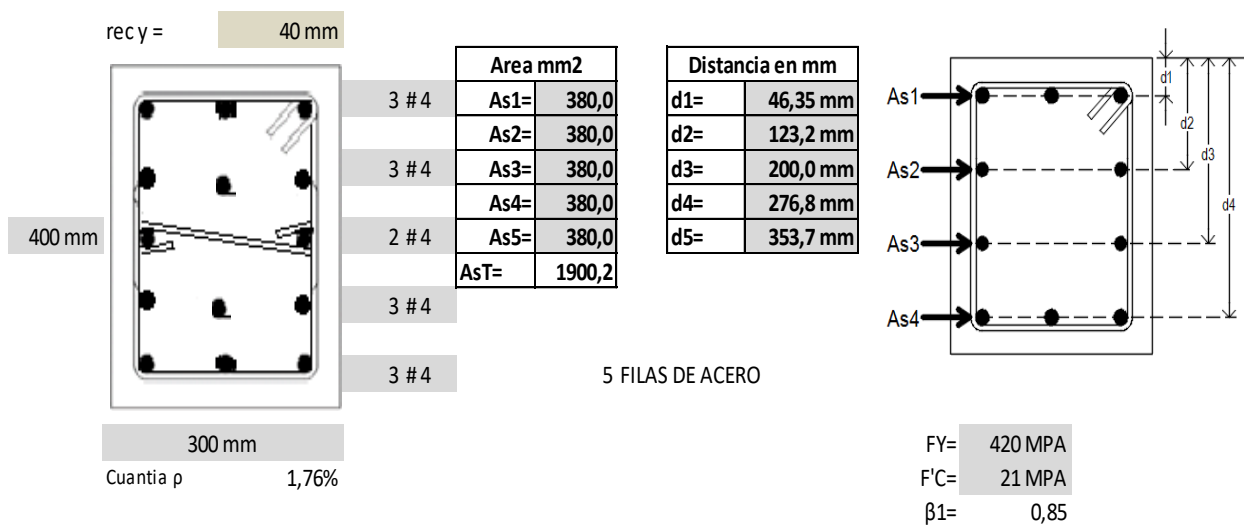 rec y = 40 mm
Area mm2
As1= 380,0
As2= 380,0
As3= 380,0
As4= 380,0
As5= 380,0
AsT= 1900,2
Distancia en mm
d1= 46,35 mm
d2= 123,2 mm
d3= 200,0 mm
d4= 276,8 mm
d5= 353,7 mm
3 #4
3 #4
2 #4
3 #4
3 #4
400 mm
300 mm
Cuantia ρ 1,76%
5 FILAS DE ACERO
As1
As2
As3
As4
d1
d2
d3
d4
FY= 420 MPA
F'C= 21 MPA
β1= 0,85